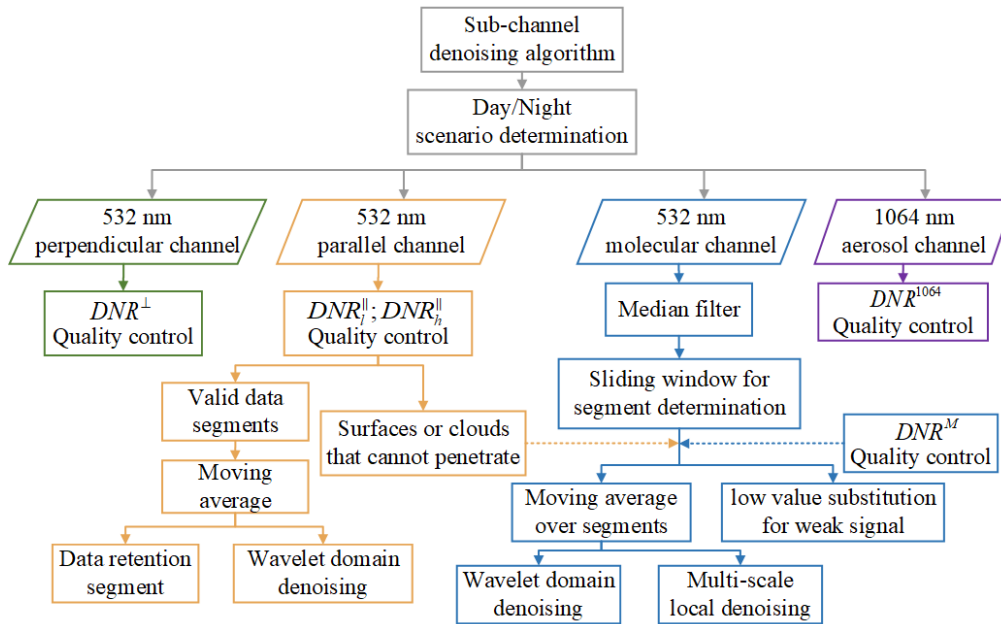 Sub-channel
denoising algorithm
Day/Night
scenario determination
532 nm
perpendicular channel
532 nm
parallel channel
532 nm
molecular channel
1064 nm
aerosol channel
DNR^⊥
Quality control
DNR_l^∥; DNR_h^∥
Quality control
Median filter
DNR^1064
Quality control
Valid data
segments
Surfaces or clouds
that cannot penetrate
Sliding window for
segment determination
DNR^M
Quality control
Moving
average
Moving average
over segments
low value substitution
for weak signal
Data retention
segment
Wavelet domain
denoising
Wavelet domain
denoising
Multi-scale
local denoising